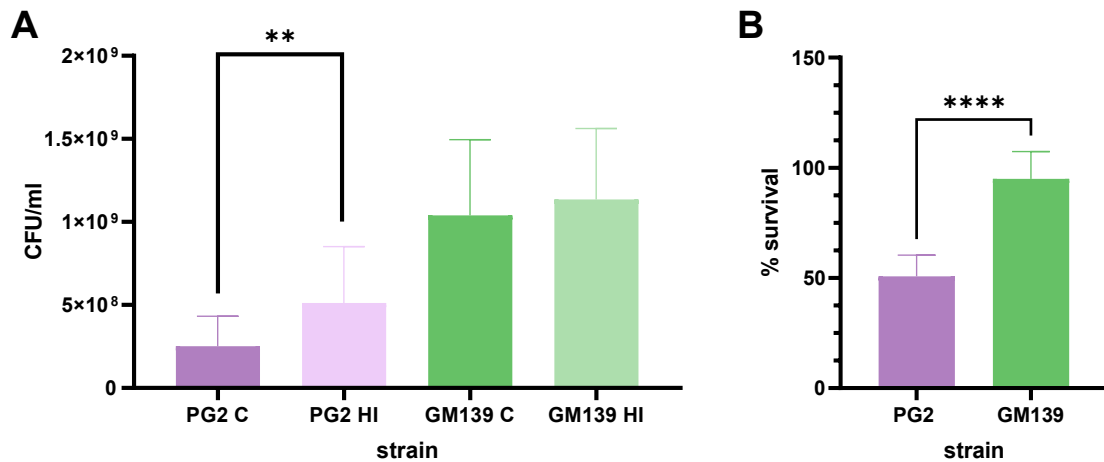 A
**
2×10⁹
1.5×10⁹
1×10⁹
5×10⁸
0
CFU/ml
PG2 C
PG2 HI
GM139 C
GM139 HI
strain
B
****
150
100
50
0
% survival
PG2
GM139
strain